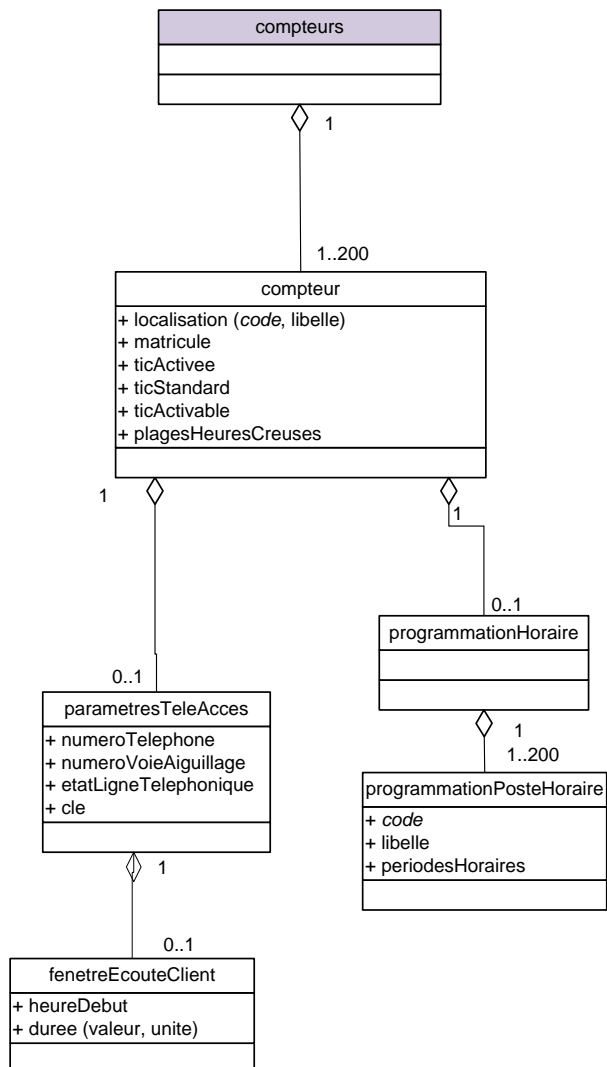 compteurs
1
1..200
compteur
+ localisation (code, libelle)
+ matricule
+ ticActivee
+ ticStandard
+ ticActivable
+ plagesHeuresCreuses
1
1
0..1
programmationHoraire
0..1
parametresTeleAcces
+ numeroTelephone
+ numeroVoieAiguillage
+ etatLigneTelephonique
+ cle
1
1..200
programmationPosteHoraire
+ code
+ libelle
+ periodesHoraires
1
0..1
fenetreEcouteClient
+ heureDebut
+ duree (valeur, unite)